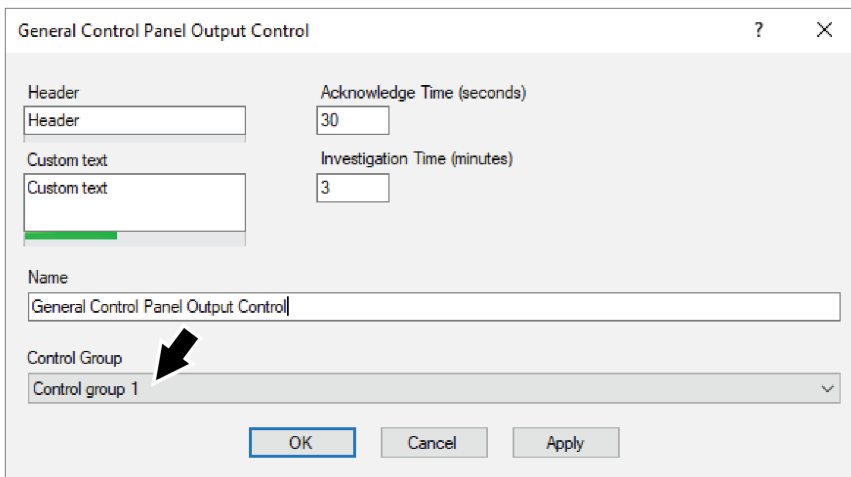 General Control Panel Output Control ?
Header
Header
Acknowledge Time (seconds)
30
Custom text
Custom text
Investigation Time (minutes)
3
Name
General Control Panel Output Control
Control Group
Control group 1
OK Cancel Apply